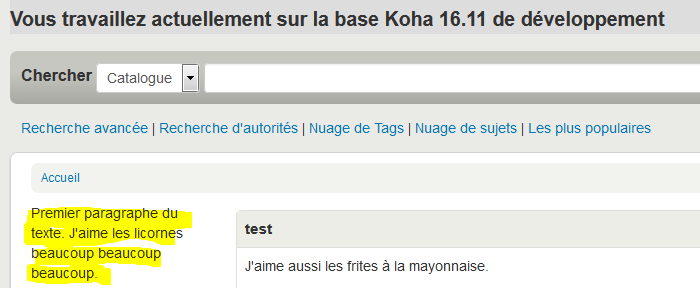 Vous travaillez actuellement sur la base Koha 16.11 de développement
Chercher Catalogue
Recherche avancée | Recherche d'autorités | Nuage de Tags | Nuage de sujets | Les plus populaires
Accueil
Premier paragraphe du
texte. J'aime les licornes
beaucoup beaucoup
beaucoup.
test
J'aime aussi les frites à la mayonnaise.